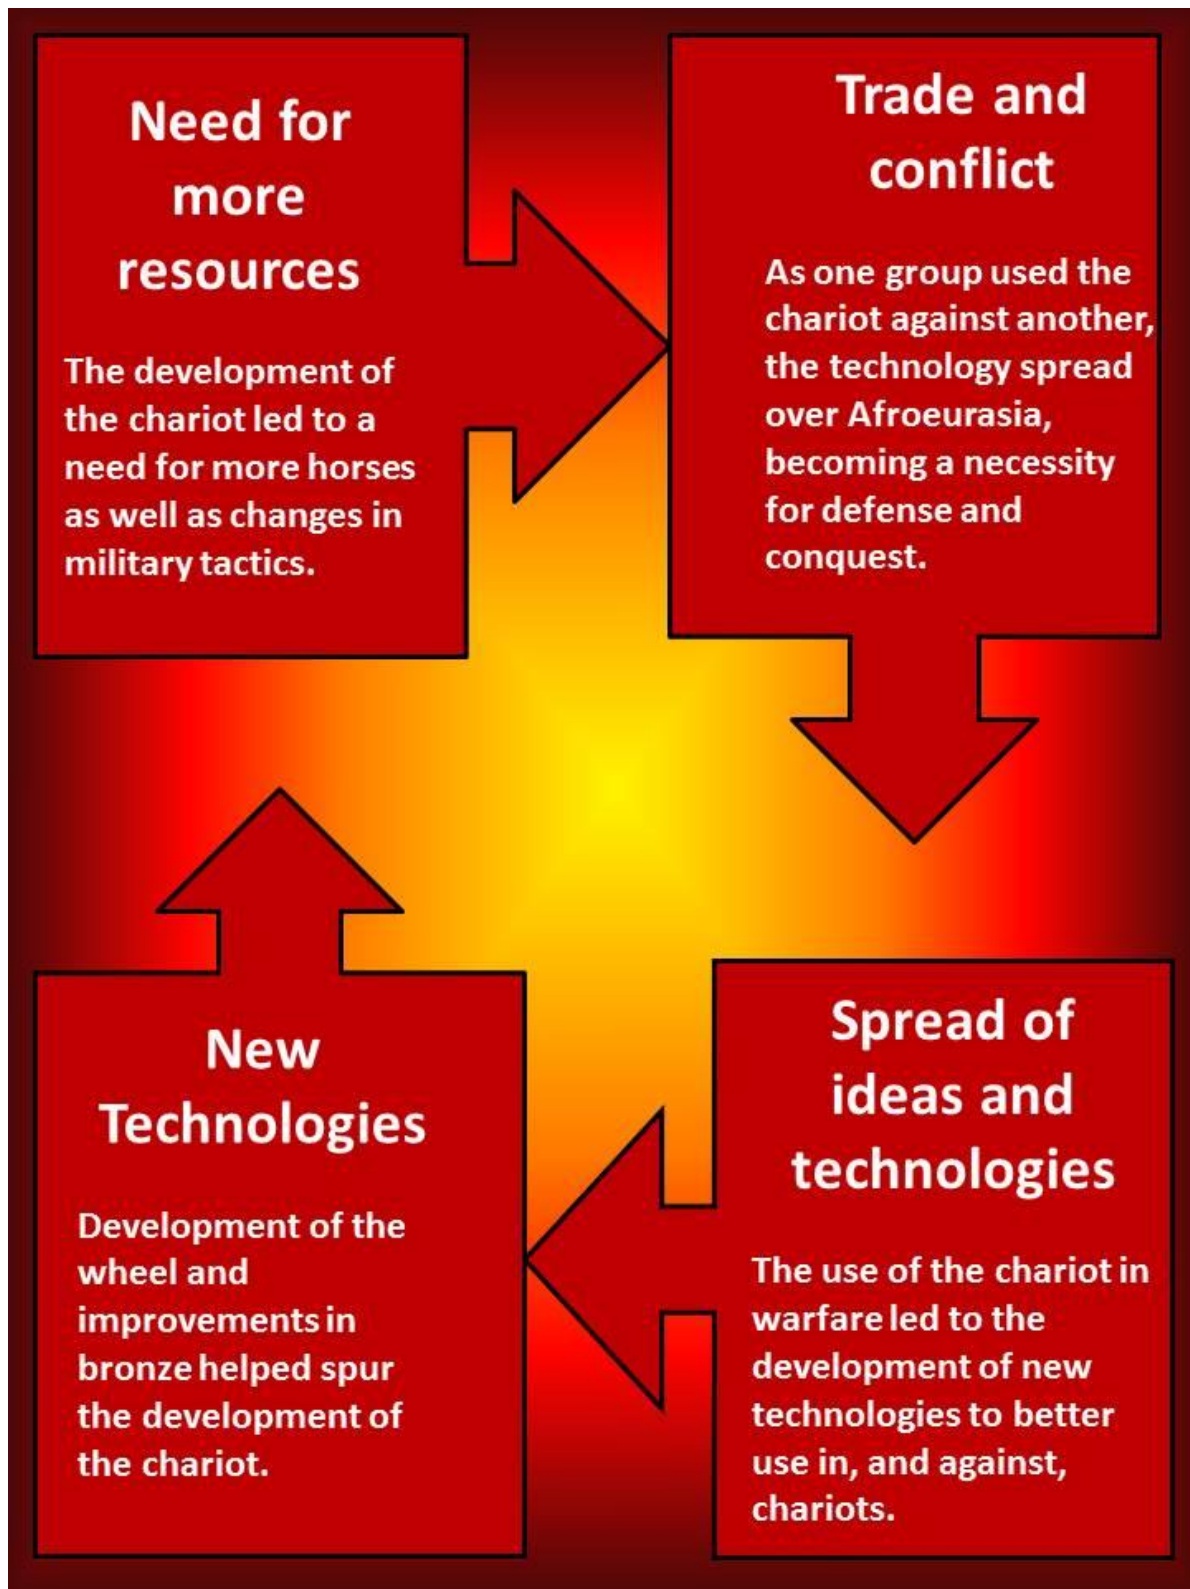 Need for
more
resources
The development of
the chariot led to a
need for more horses
as well as changes in
military tactics.
Trade and
conflict
As one group used the
chariot against another,
the technology spread
over Afroeurasia,
becoming a necessity
for defense and
conquest.
New
Technologies
Development of the
wheel and
improvements in
bronze helped spur
the development of
the chariot.
Spread of
ideas and
technologies
The use of the chariot in
warfare led to the
development of new
technologies to better
use in, and against,
chariots.